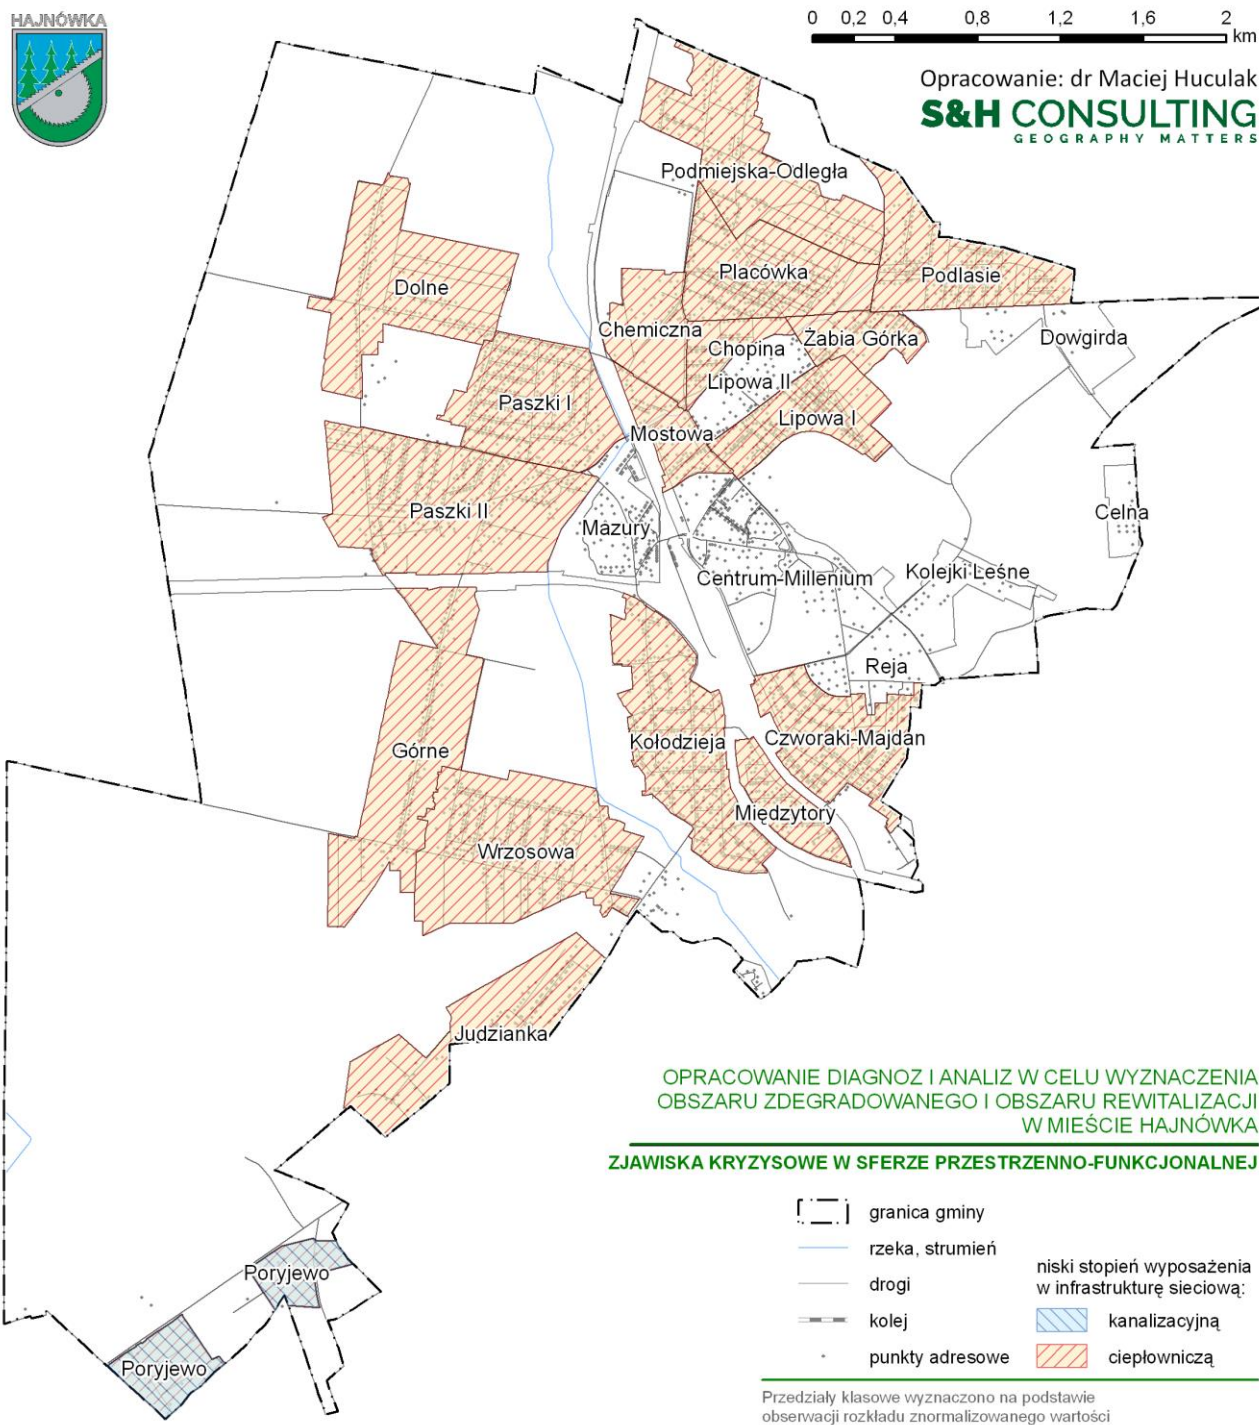 HAJNÓWKA
0 0,2 0,4 0,8 1,2 1,6 2
km
Opracowanie: dr Maciej Huculak
S&H CONSULTING
GEOGRAPHY MATTERS
Podmiejska-Odległa
Placówka
Podlasie
Dolne
Chemiczna
Chopina
Żabia Górka
Dowgirda
Lipowa II
Paszki I
Lipowa I
Mostowa
Paszki II
Mazury
Celna
Centrum-Millenium
Kolejki Leśne
Reja
Górne
Kołodzieja
Czworaki-Majdan
Międzytory
Wrzosowa
Judzianka
Poryjewo
Poryjewo
OPRACOWANIE DIAGNOZ I ANALIZ W CELU WYZNACZENIA
OBSZARU ZDEGRADOWANEGO I OBSZARU REWITALIZACJI
W MIEŚCIE HAJNÓWKA
ZJAWISKA KRYZYSOWE W SFERZE PRZESTRZENNO-FUNKCJONALNEJ
granica gminy
rzeka, strumień
drogi
kolej
punkty adresowe
niski stopień wyposażenia
w infrastrukturę sieciową:
kanalizacyjną
ciepłowniczą
Przedziały klasowe wyznaczono na podstawie
obserwacji rozkładu znormalizowanego wartości